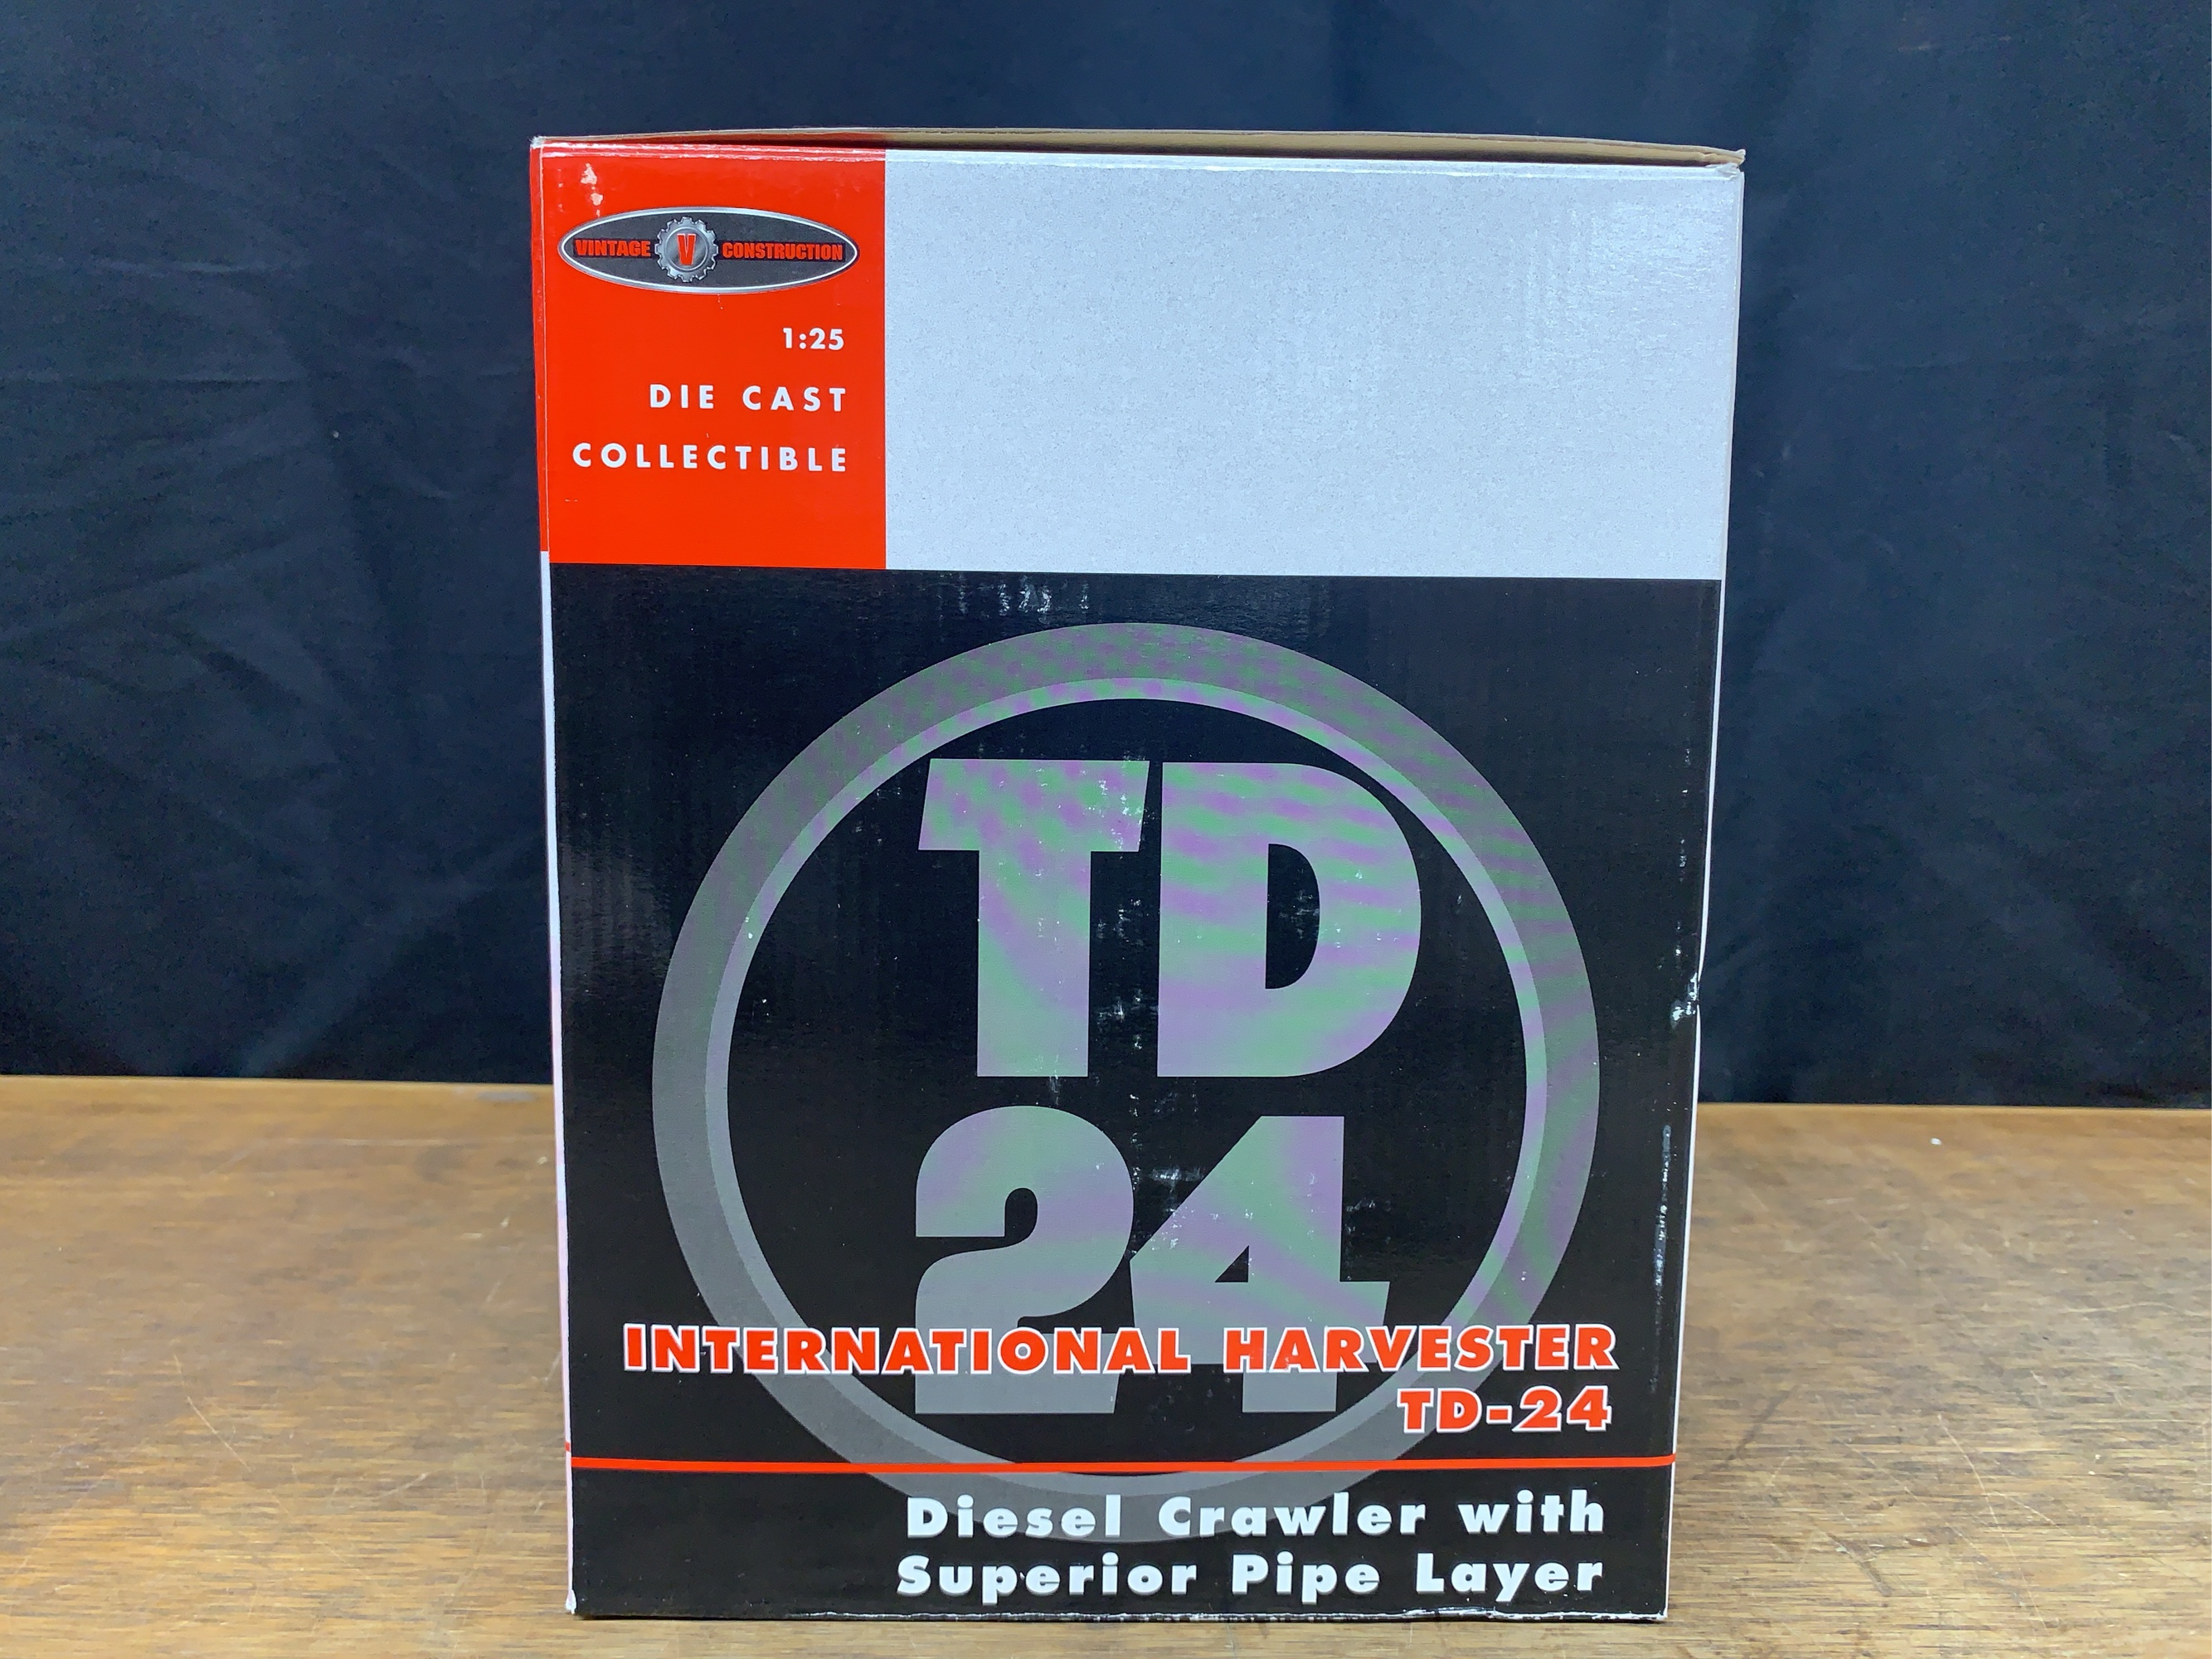 VINTAGE V CONSTRUCTION
1:25
DIE CAST
COLLECTIBLE
TD
24
INTERNATIONAL HARVESTER
TD-24
Diesel Crawler with
Superior Pipe Layer